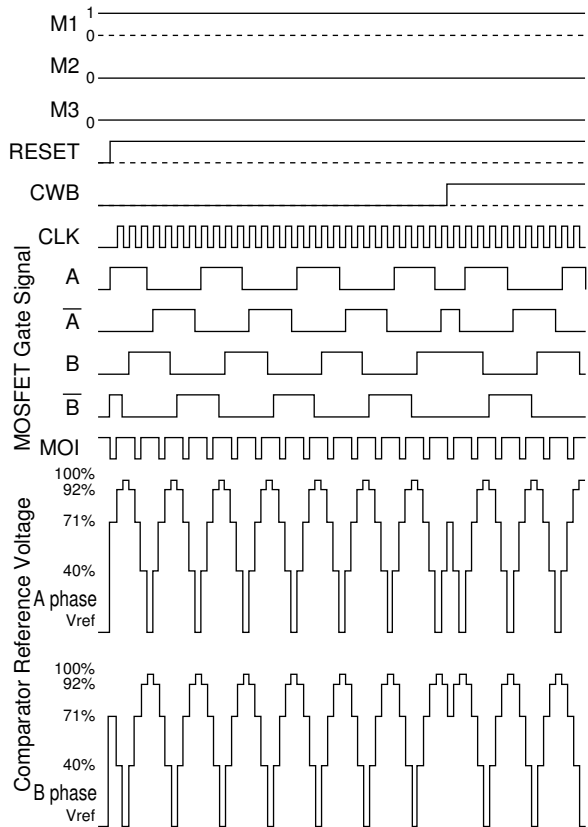 M1 1
0
M2 0
M3 0
RESET
CWB
CLK
MOSFET Gate Signal
A
A
B
B
MOI
Comparator Reference Voltage
100%
92%
71%
40%
A phase
Vref
100%
92%
71%
40%
B phase
Vref